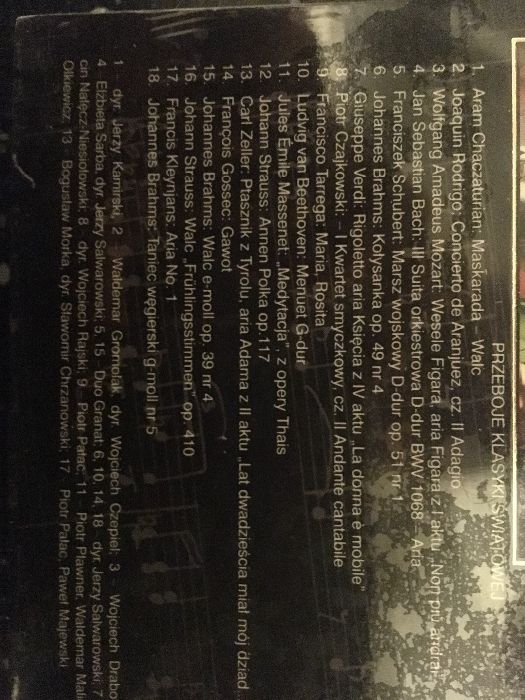 PRZEBOJE KLASYKI ŚWIATOWEJ
1. Aram Chaczaturian: Maskarada – Walc
2 Joaquin Rodrigo: Concierto de Aranjuez, cz. II Adagio
3 Wolfgang Amadeus Mozart: Wesele Figara, aria Figara z I aktu „Non più andrai
4 Jan Sebastian Bach: III Suita orkiestrowa D-dur BWV 1068 – Aria
5 Franciszek Schubert: Marsz wojskowy D-dur op. 51 nr 1
6 Johannes Brahms: Kołysanka op. 49 nr 4
7. Giuseppe Verdi: Rigoletto aria Księcia z IV aktu „La donna è mobile”
8 Piotr Czajkowski: – I Kwartet smyczkowy, cz. II Andante cantabile
9 Francisco Tarega: Maria, Rosita
10 Ludwig van Beethoven: Menuet G-dur
11 Jules Émile Massenet „Medytacja”, z opery Thais
12 Johann Strauss: Annen Polka op.117
13. Carl Zeller: Ptasznik z Tyrolu, aria Adama z II aktu „Lat dwadzieścia miał mój dziad
14 François Gossec: Gawot
15. Johannes Brahms: Walc e-moll op. 39 nr 4
16 Johann Strauss: Walc „Frühlingsstimmen” op. 410
17. Francis Kleynjans: Aria No. 1
18. Johannes Brahms: Taniec węgierski g-moll nr 5
1 – dyr. Jerzy Kamirski, 2 – Waldemar Gromolak, dyr. Wojciech Czepiel; 3 – Wojciech Drabo
4 Elżbieta Sarba, dyr. Jerzy Salwarowski; 5, 15 Duo Granat; 6, 10, 14, 18 dyr. Jerzy Salwarowski; 7
cin Nałęcz-Niesiołowski; 8 dyr. Wojciech Rajski; 9 – Piotr Pałac; 11 Piotr Pławner, Waldemar Mali
Olkiewicz, 13 Bogusław Morka, dyr. Sławomir Chrzanowski; 17 Piotr Pałac, Paweł Majewski